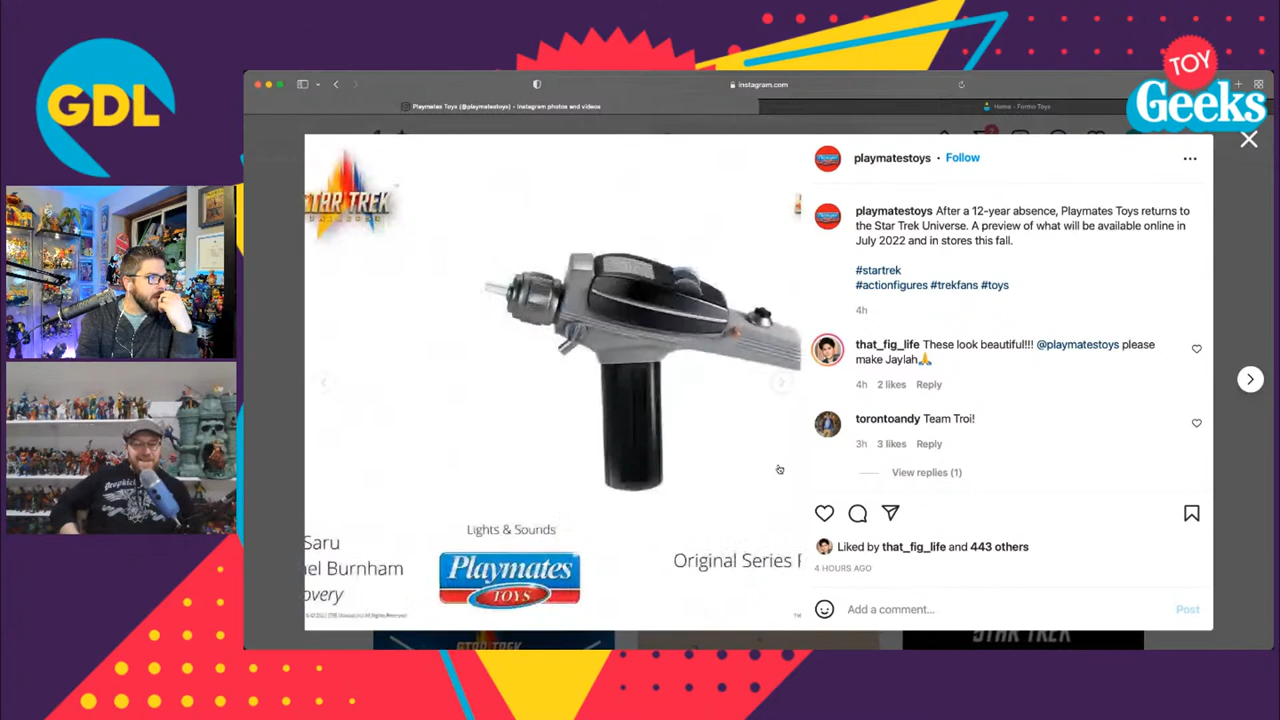 GDL
TOY
Geeks
instagram.com
Playmates Toys (@playmatestoys) • Instagram photos and videos
Home - Formo Toys
STAR TREK
UNIVERSE
Lights & Sounds
Playmates
TOYS
Saru
nel Burnham
overy
Original Series P
playmatestoys • Follow
playmatestoys After a 12-year absence, Playmates Toys returns to
the Star Trek Universe. A preview of what will be available online in
July 2022 and in stores this fall.
#startrek
#actionfigures #trekfans #toys
4h
that_fig_life These look beautiful!!! @playmatestoys please
make Jaylah🙏
4h 2 likes Reply
torontoandy Team Troi!
3h 3 likes Reply
View replies (1)
Liked by that_fig_life and 443 others
4 HOURS AGO
Add a comment... Post
STAR TREK
STAR TREK